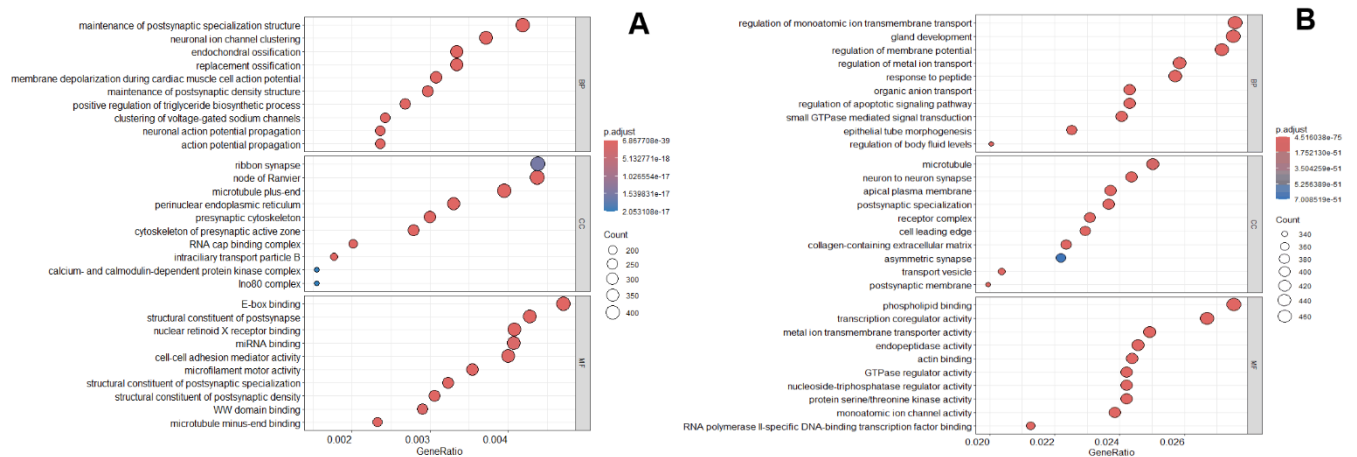 A
maintenance of postsynaptic specialization structure
neuronal ion channel clustering
endochondral ossification
replacement ossification
membrane depolarization during cardiac muscle cell action potential
maintenance of postsynaptic density structure
positive regulation of triglyceride biosynthetic process
clustering of voltage-gated sodium channels
neuronal action potential propagation
action potential propagation
BP
ribbon synapse
node of Ranvier
microtubule plus-end
perinuclear endoplasmic reticulum
presynaptic cytoskeleton
cytoskeleton of presynaptic active zone
RNA cap binding complex
intraciliary transport particle B
calcium- and calmodulin-dependent protein kinase complex
Ino80 complex
CC
E-box binding
structural constituent of postsynapse
nuclear retinoid X receptor binding
miRNA binding
cell-cell adhesion mediator activity
microfilament motor activity
structural constituent of postsynaptic specialization
structural constituent of postsynaptic density
WW domain binding
microtubule minus-end binding
MF
0.002 0.003 0.004
GeneRatio
p.adjust
6.867708e-39
5.132771e-18
1.026554e-17
1.539831e-17
2.053108e-17
Count
200
250
300
350
400
B
regulation of monoatomic ion transmembrane transport
gland development
regulation of membrane potential
regulation of metal ion transport
response to peptide
organic anion transport
regulation of apoptotic signaling pathway
small GTPase mediated signal transduction
epithelial tube morphogenesis
regulation of body fluid levels
BP
microtubule
neuron to neuron synapse
apical plasma membrane
postsynaptic specialization
receptor complex
cell leading edge
collagen-containing extracellular matrix
asymmetric synapse
transport vesicle
postsynaptic membrane
CC
phospholipid binding
transcription coregulator activity
metal ion transmembrane transporter activity
endopeptidase activity
actin binding
GTPase regulator activity
nucleoside-triphosphatase regulator activity
protein serine/threonine kinase activity
monoatomic ion channel activity
RNA polymerase II-specific DNA-binding transcription factor binding
MF
0.020 0.022 0.024 0.026
GeneRatio
p.adjust
4.516038e-75
1.752130e-51
3.504259e-51
5.256389e-51
7.008519e-51
Count
340
360
380
400
420
440
460